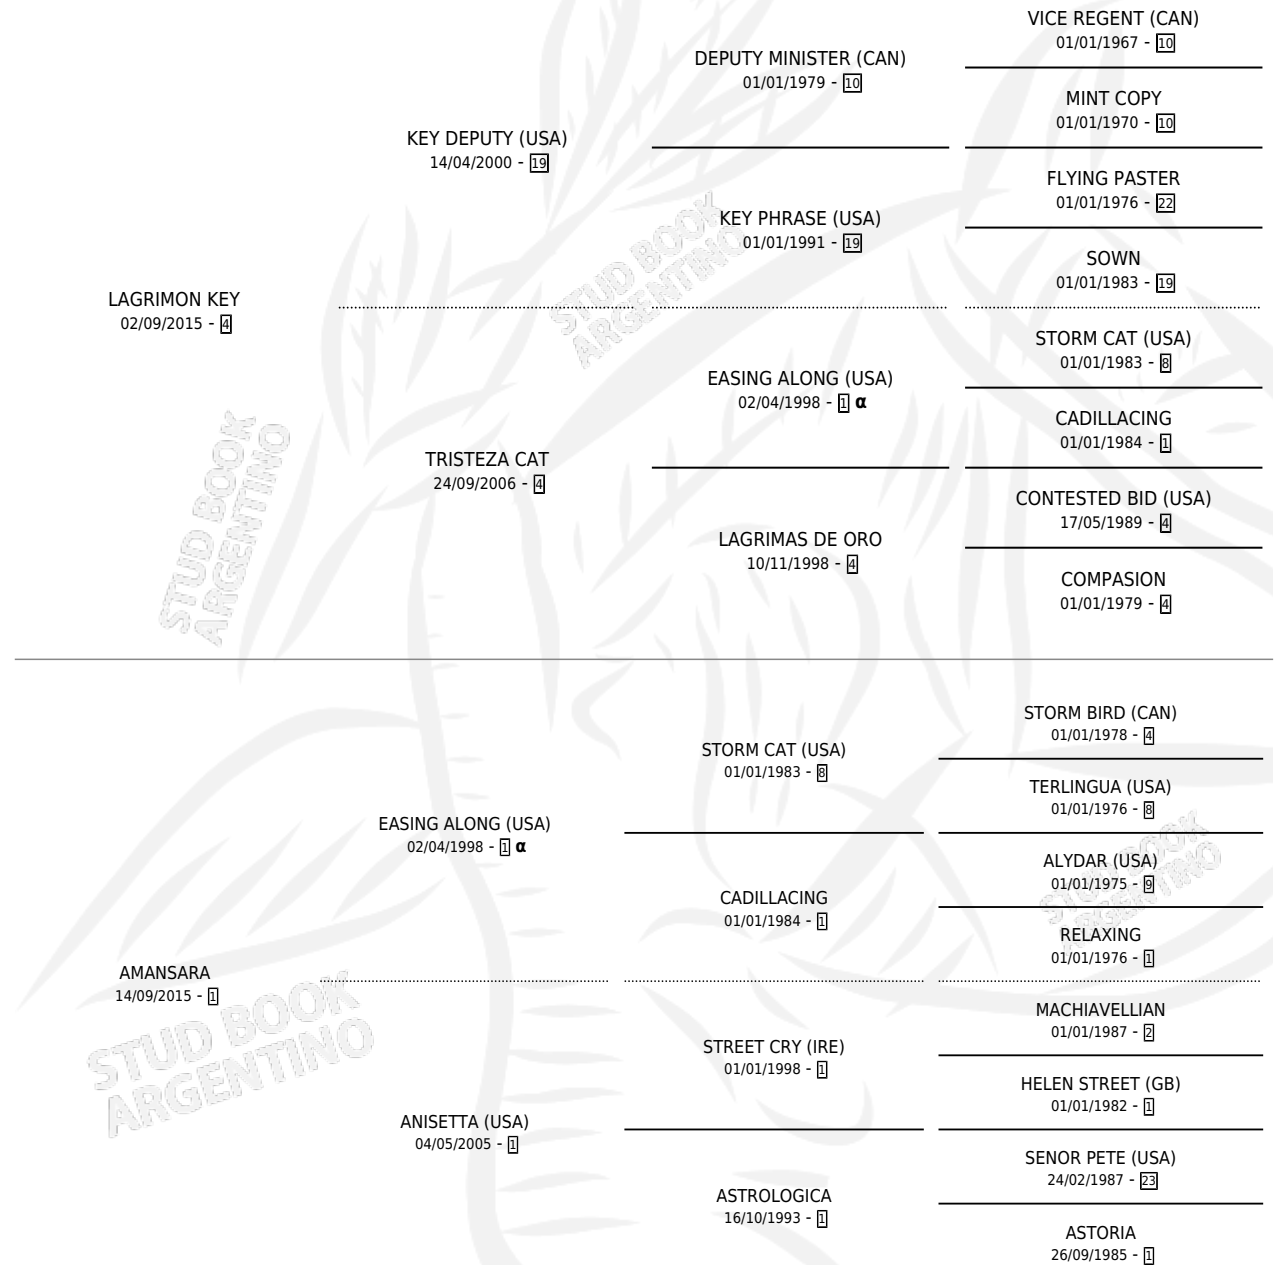 VICE REGENT (CAN)
01/01/1967 - 10
DEPUTY MINISTER (CAN)
01/01/1979 - 10
MINT COPY
01/01/1970 - 10
KEY DEPUTY (USA)
14/04/2000 - 19
FLYING PASTER
01/01/1976 - 22
KEY PHRASE (USA)
01/01/1991 - 19
SOWN
01/01/1983 - 19
LAGRIMON KEY
02/09/2015 - 4
STORM CAT (USA)
01/01/1983 - 8
EASING ALONG (USA)
02/04/1998 - 1 α
CADILLACING
01/01/1984 - 1
TRISTEZA CAT
24/09/2006 - 4
CONTESTED BID (USA)
17/05/1989 - 4
LAGRIMAS DE ORO
10/11/1998 - 4
COMPASION
01/01/1979 - 4
STORM BIRD (CAN)
01/01/1978 - 4
STORM CAT (USA)
01/01/1983 - 8
TERLINGUA (USA)
01/01/1976 - 8
EASING ALONG (USA)
02/04/1998 - 1 α
ALYDAR (USA)
01/01/1975 - 9
CADILLACING
01/01/1984 - 1
RELAXING
01/01/1976 - 1
AMANSARA
14/09/2015 - 1
MACHIAVELLIAN
01/01/1987 - 2
STREET CRY (IRE)
01/01/1998 - 1
HELEN STREET (GB)
01/01/1982 - 1
ANISETTA (USA)
04/05/2005 - 1
SENOR PETE (USA)
24/02/1987 - 23
ASTROLOGICA
16/10/1993 - 1
ASTORIA
26/09/1985 - 1
STUD BOOK
ARGENTINO
STUD BOOK
ARGENTINO
STUD BOOK
ARGENTINO
STUD BOOK
ARGENTINO